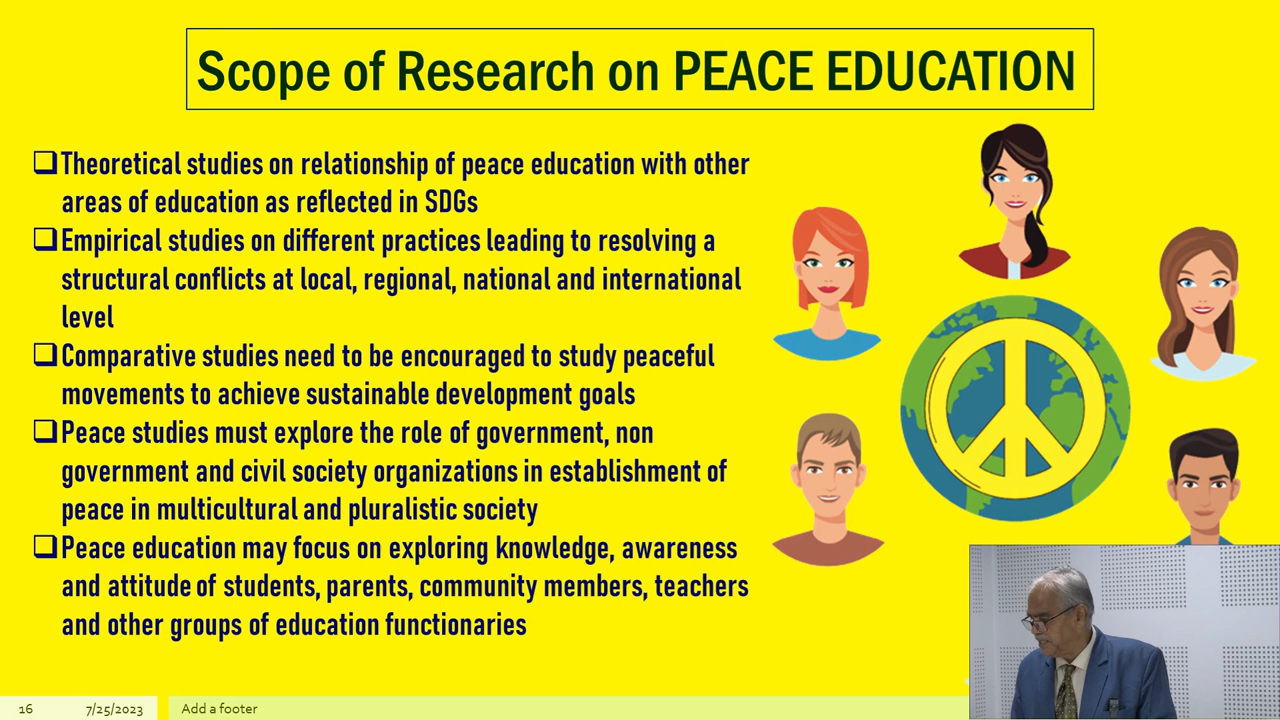 Scope of Research on PEACE EDUCATION
Theoretical studies on relationship of peace education with other
areas of education as reflected in SDGs
Empirical studies on different practices leading to resolving a
structural conflicts at local, regional, national and international
level
Comparative studies need to be encouraged to study peaceful
movements to achieve sustainable development goals
Peace studies must explore the role of government, non
government and civil society organizations in establishment of
peace in multicultural and pluralistic society
Peace education may focus on exploring knowledge, awareness
and attitude of students, parents, community members, teachers
and other groups of education functionaries
16 7/25/2023 Add a footer